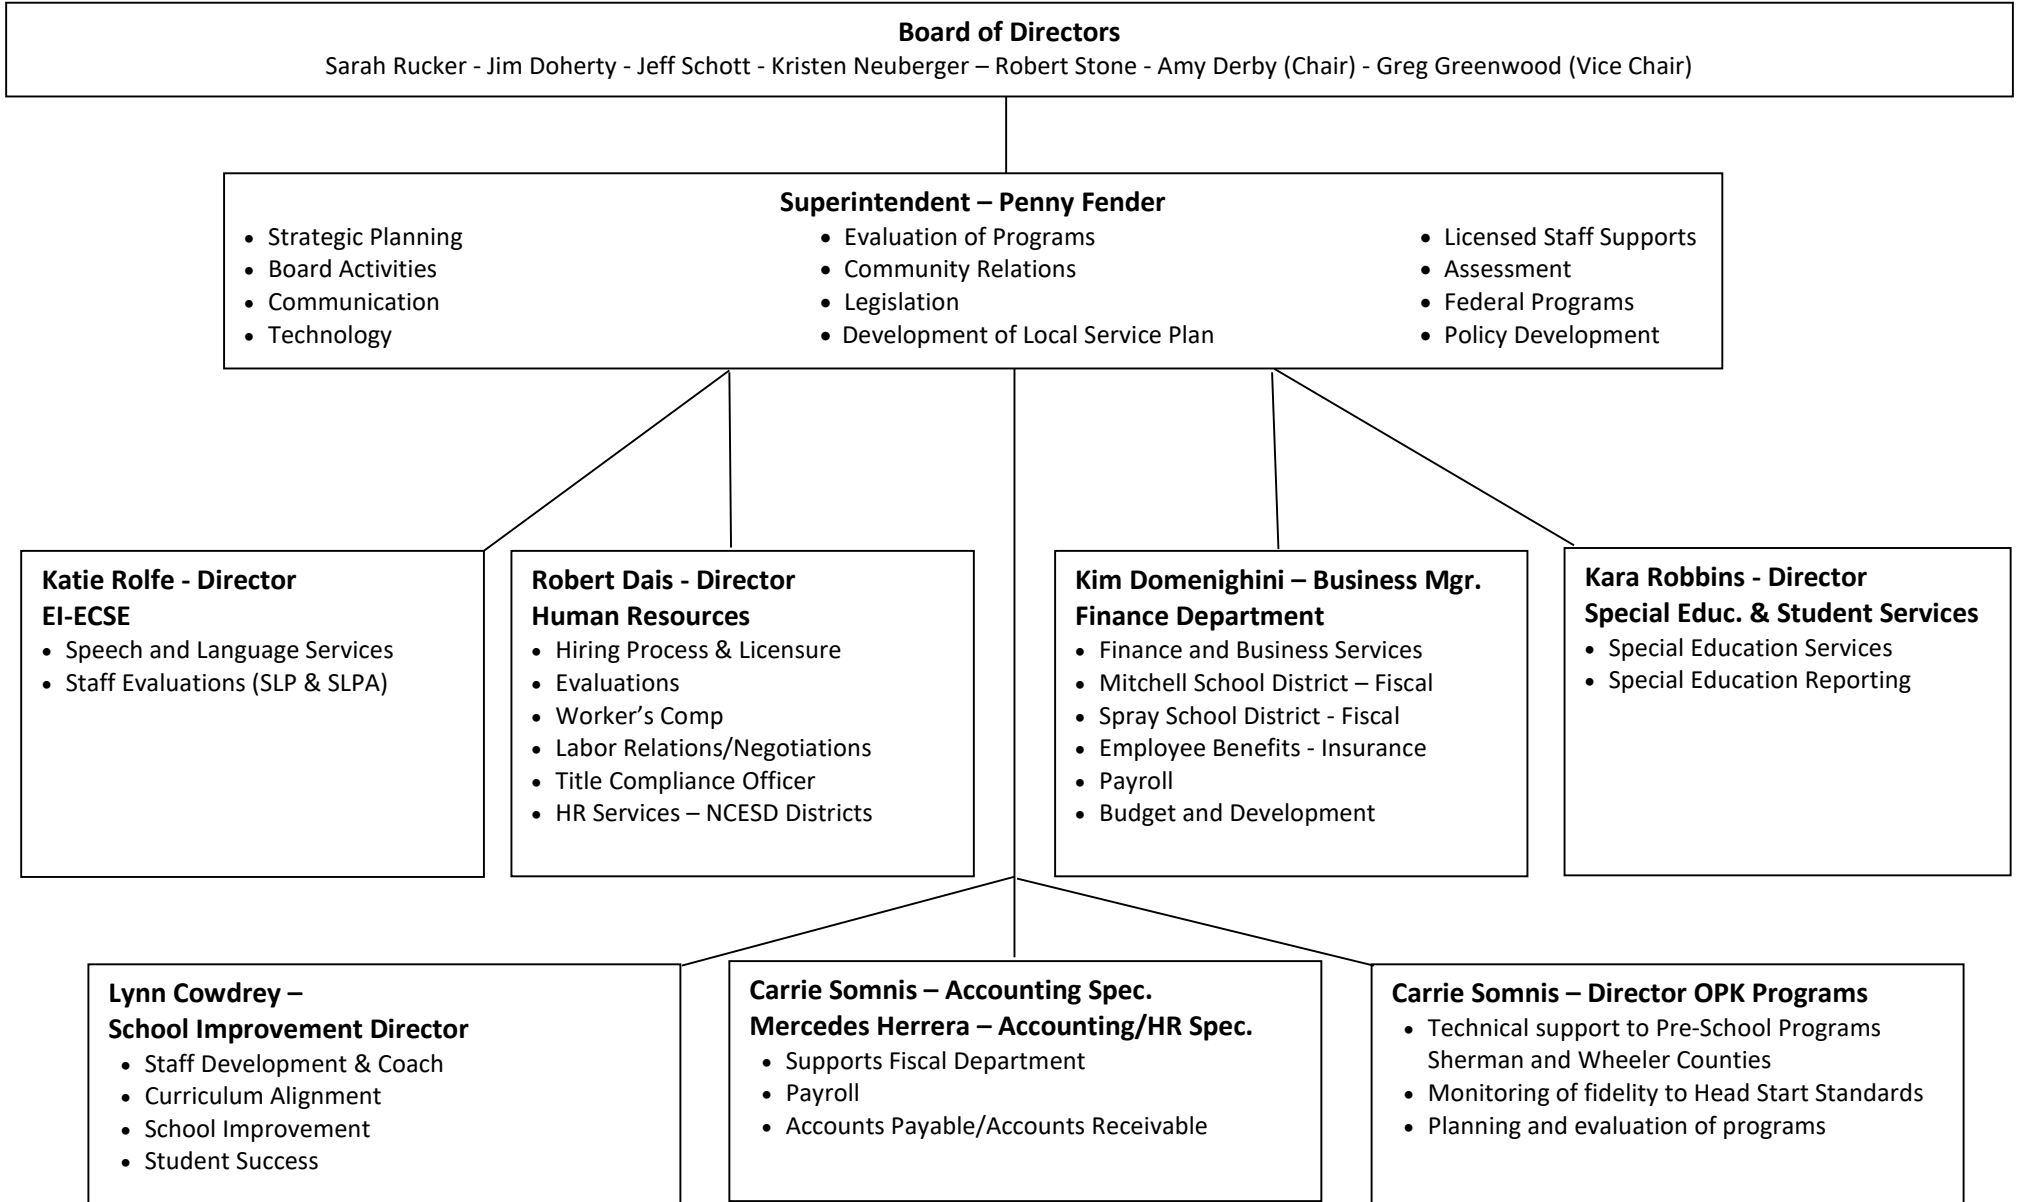 Board of Directors
Sarah Rucker - Jim Doherty - Jeff Schott - Kristen Neuberger – Robert Stone - Amy Derby (Chair) - Greg Greenwood (Vice Chair)
Superintendent – Penny Fender
• Strategic Planning
• Board Activities
• Communication
• Technology
• Evaluation of Programs
• Community Relations
• Legislation
• Development of Local Service Plan
• Licensed Staff Supports
• Assessment
• Federal Programs
• Policy Development
Katie Rolfe - Director
EI-ECSE
• Speech and Language Services
• Staff Evaluations (SLP & SLPA)
Robert Dais - Director
Human Resources
• Hiring Process & Licensure
• Evaluations
• Worker’s Comp
• Labor Relations/Negotiations
• Title Compliance Officer
• HR Services – NCESD Districts
Kim Domenighini – Business Mgr.
Finance Department
• Finance and Business Services
• Mitchell School District – Fiscal
• Spray School District - Fiscal
• Employee Benefits - Insurance
• Payroll
• Budget and Development
Kara Robbins - Director
Special Educ. & Student Services
• Special Education Services
• Special Education Reporting
Lynn Cowdrey –
School Improvement Director
• Staff Development & Coach
• Curriculum Alignment
• School Improvement
• Student Success
Carrie Somnis – Accounting Spec.
Mercedes Herrera – Accounting/HR Spec.
• Supports Fiscal Department
• Payroll
• Accounts Payable/Accounts Receivable
Carrie Somnis – Director OPK Programs
• Technical support to Pre-School Programs
Sherman and Wheeler Counties
• Monitoring of fidelity to Head Start Standards
• Planning and evaluation of programs